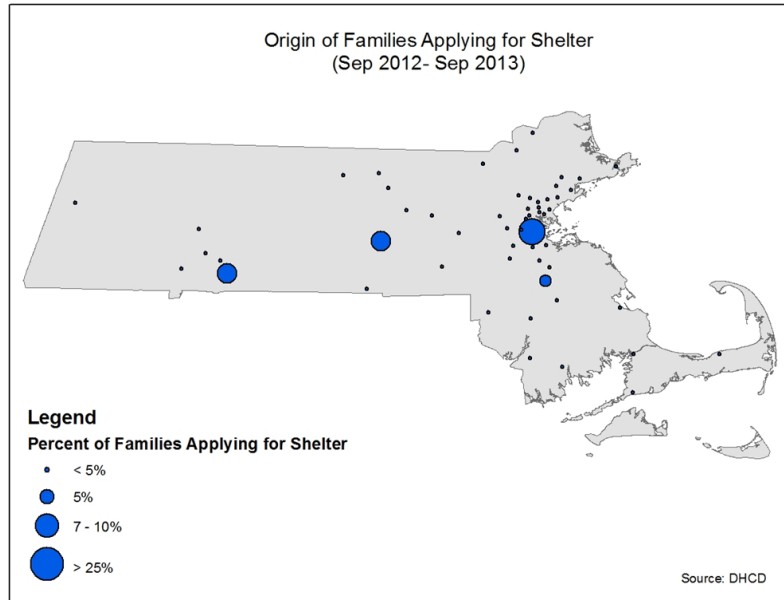 Origin of Families Applying for Shelter
(Sep 2012- Sep 2013)
Legend
Percent of Families Applying for Shelter
< 5%
5%
7 - 10%
> 25%
Source: DHCD